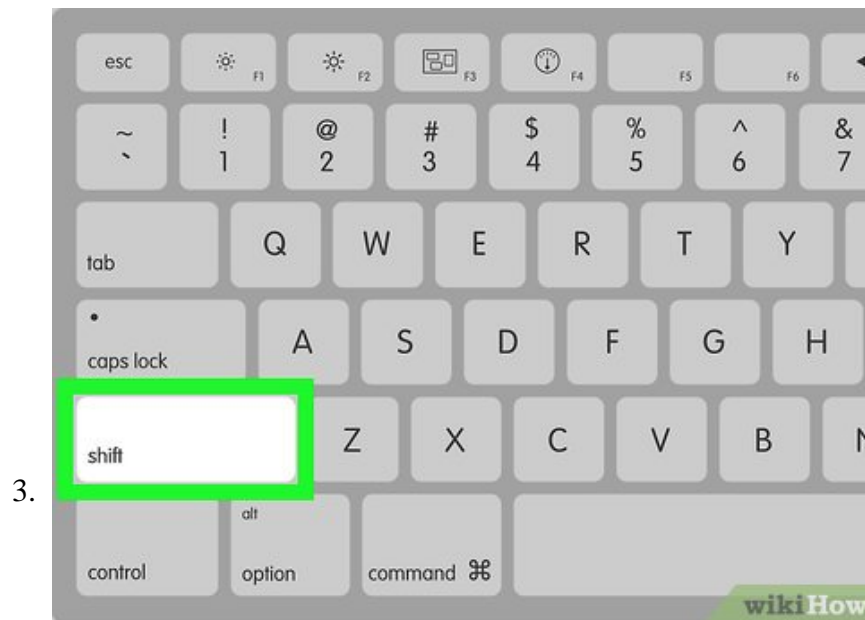 esc F1 F2 F3 F4 F5 F6
~ ! @ # $ % ^ &
` 1 2 3 4 5 6 7
tab Q W E R T Y
caps lock A S D F G H
shift Z X C V B
3.
alt
control option command ⌘
wikiHow